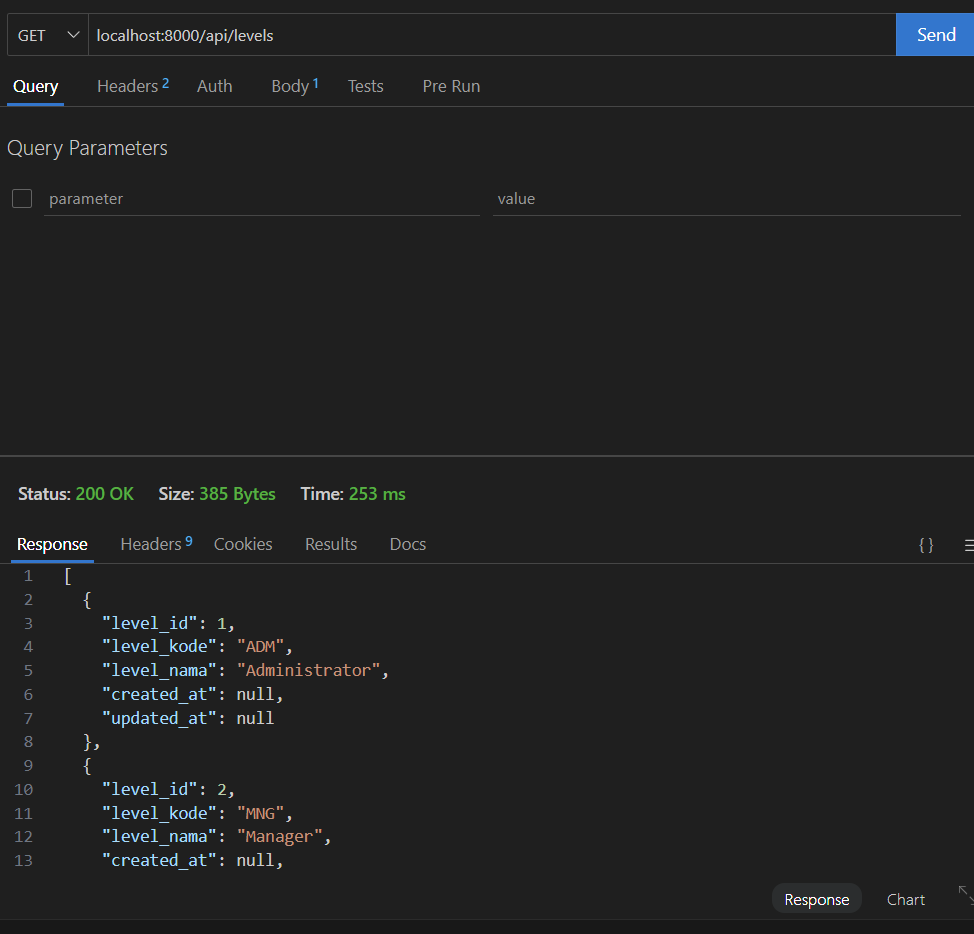 GET localhost:8000/api/levels Send
Query Headers 2 Auth Body 1 Tests Pre Run
Query Parameters
parameter value
Status: 200 OK Size: 385 Bytes Time: 253 ms
Response Headers 9 Cookies Results Docs { }
1 [
2 {
3 "level_id": 1,
4 "level_kode": "ADM",
5 "level_nama": "Administrator",
6 "created_at": null,
7 "updated_at": null
8 },
9 {
10 "level_id": 2,
11 "level_kode": "MNG",
12 "level_nama": "Manager",
13 "created_at": null,
Response Chart